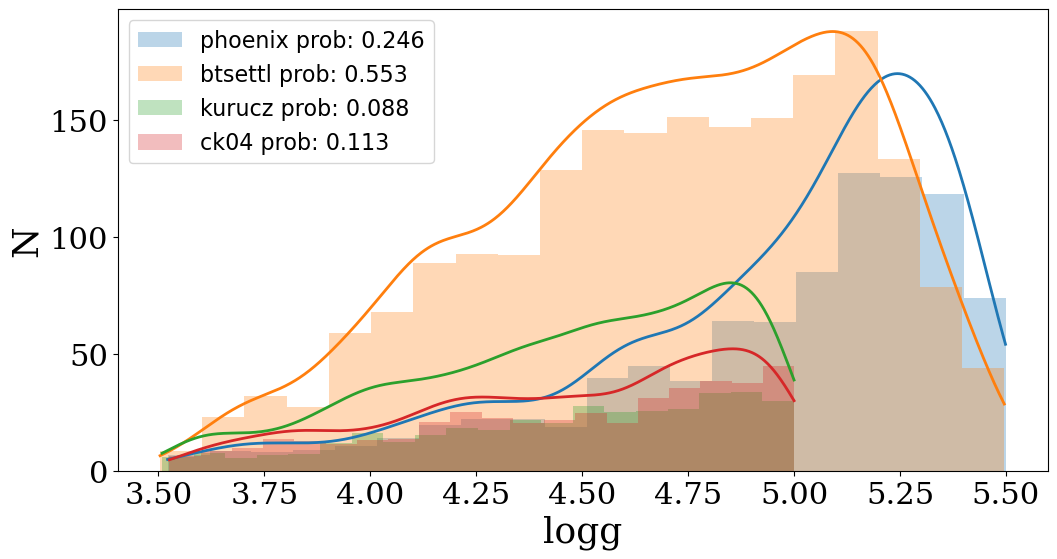 phoenix prob: 0.246
btsettl prob: 0.553
kurucz prob: 0.088
ck04 prob: 0.113
150
100
50
0
N
3.50 3.75 4.00 4.25 4.50 4.75 5.00 5.25 5.50
logg